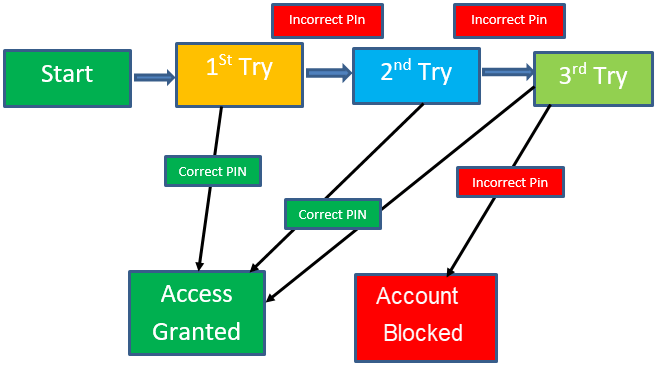 Incorrect Pin
Incorrect Pin
Start
1St Try
2nd Try
3rd Try
Correct PIN
Incorrect Pin
Correct PIN
Access
Granted
Account
Blocked